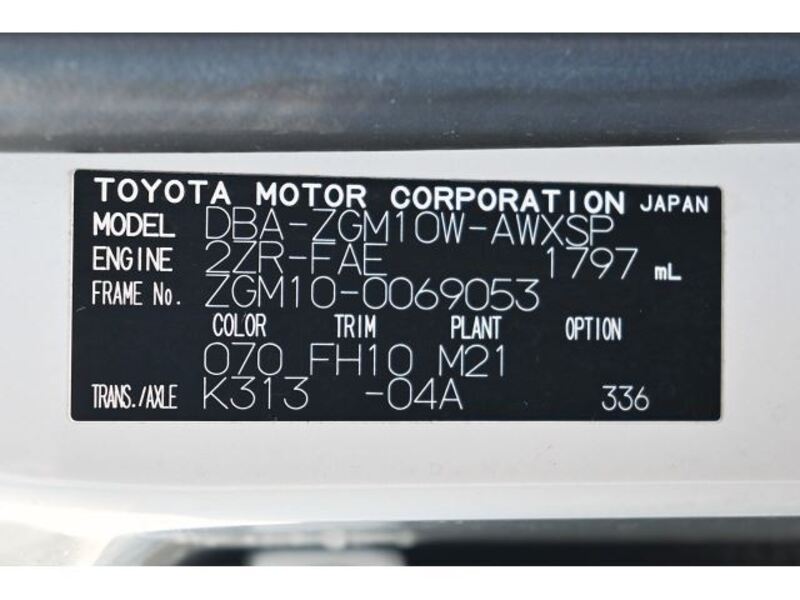 TOYOTA MOTOR CORPORATION JAPAN
MODEL DBA-ZGM10W-AWXSP
ENGINE 2ZR-FAE 1797 mL
FRAME No. ZGM10-0069053
COLOR TRIM PLANT OPTION
070 FH10 M21
TRANS./AXLE K313 -04A 336